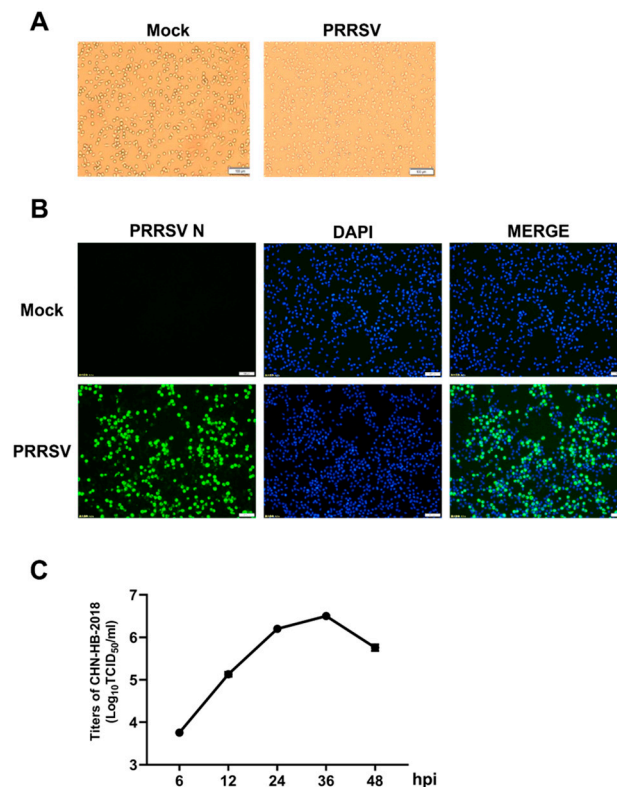 A
Mock PRRSV
B
PRRSV N DAPI MERGE
Mock
PRRSV
C
Titers of CHN-HB-2018
(Log10TCID50/ml)
7
6
5
4
3
6 12 24 36 48 hpi